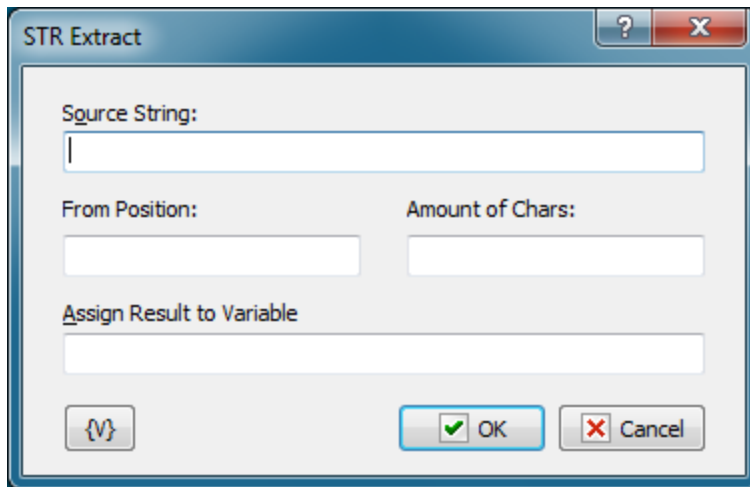 STR Extract ?
Source String:
From Position: Amount of Chars:
Assign Result to Variable
{V} OK Cancel